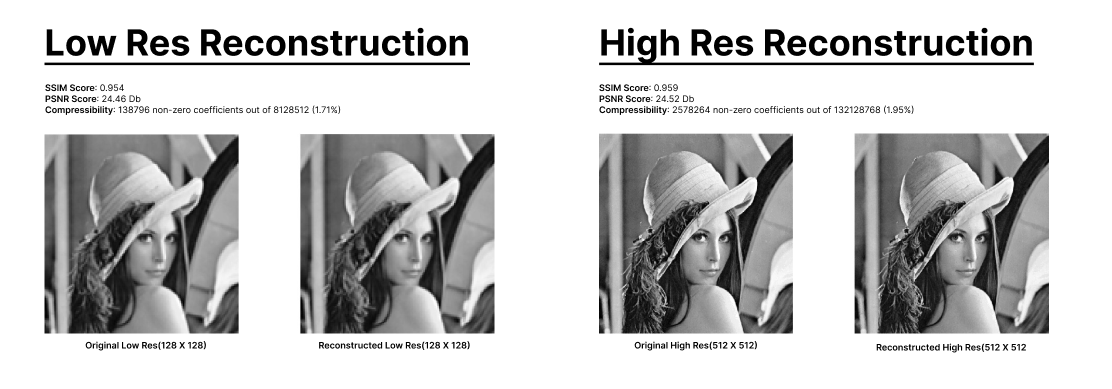 Low Res Reconstruction
SSIM Score: 0.954
PSNR Score: 24.46 Db
Compressibility: 138796 non-zero coefficients out of 8128512 (1.71%)
Original Low Res(128 X 128)
Reconstructed Low Res(128 X 128)
High Res Reconstruction
SSIM Score: 0.959
PSNR Score: 24.52 Db
Compressibility: 2578264 non-zero coefficients out of 132128768 (1.95%)
Original High Res(512 X 512)
Reconstructed High Res(512 X 512